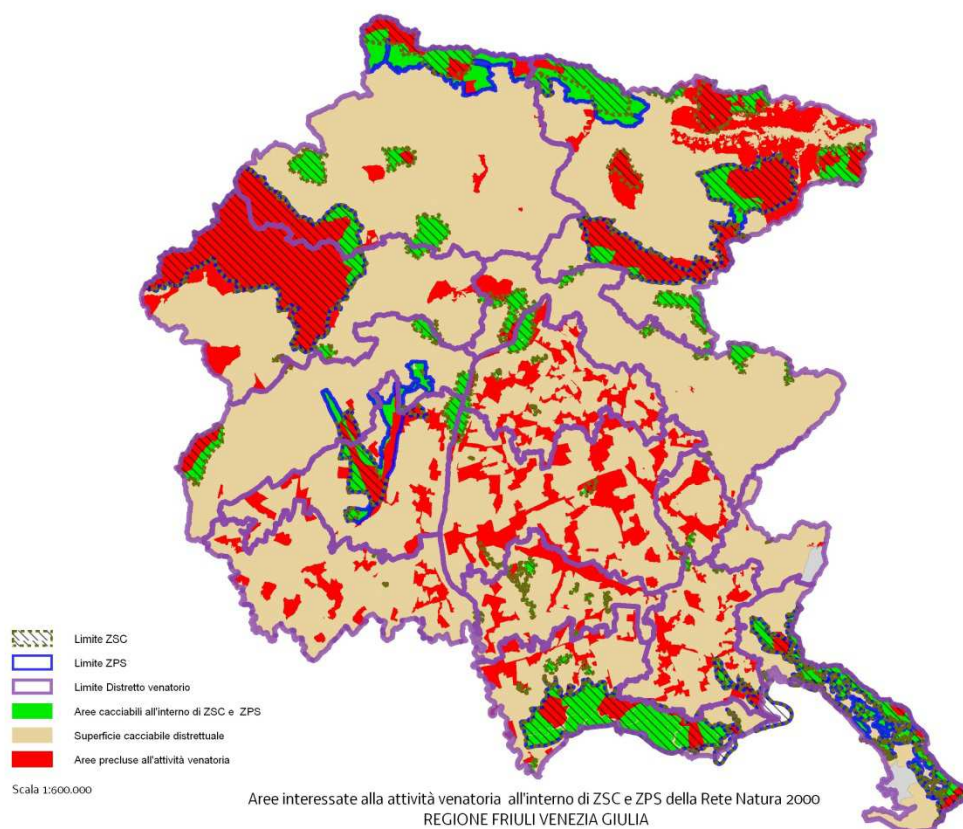 Limite ZSC
Limite ZPS
Limite Distretto venatorio
Aree cacciabili all'interno di ZSC e ZPS
Superficie cacciabile distrettuale
Aree precluse all'attività venatoria
Scala 1:600.000
Aree interessate alla attività venatoria all'interno di ZSC e ZPS della Rete Natura 2000
REGIONE FRIULI VENEZIA GIULIA